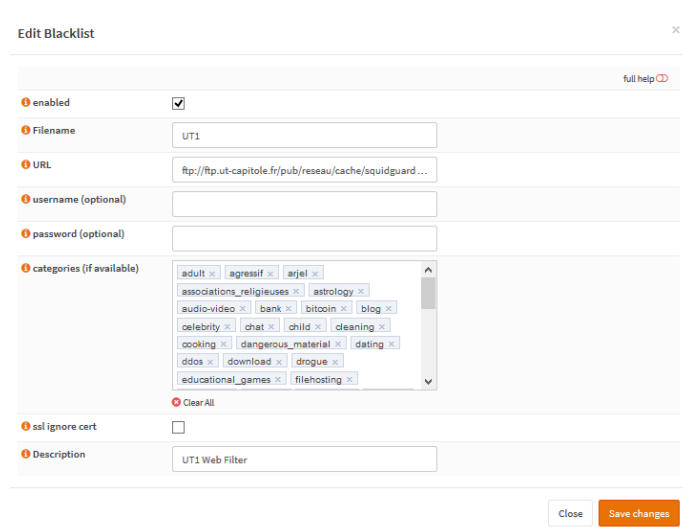 Edit Blacklist ×
full help
enabled
Filename UT1
URL ftp://ftp.ut-capitole.fr/pub/reseau/cache/squidguard ...
username (optional)
password (optional)
categories (if available)
adult × agressif × arjel ×
associations_religieuses × astrology ×
audio-video × bank × bitcoin × blog ×
celebrity × chat × child × cleaning ×
cooking × dangerous_material × dating ×
ddos × download × drogue ×
educational_games × filehosting ×
Clear All
ssl ignore cert
Description UT1 Web Filter
Close Save changes